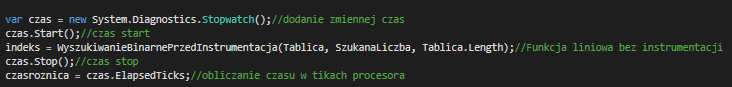 var czas = new System.Diagnostics.Stopwatch();//dodanie zmiennej czas
czas.Start();//czas start
indeks = WyszukiwanieBinarnePrzedInstrumentacja(Tablica, SzukanaLiczba, Tablica.Length);//Funkcja liniowa bez instrumentacji
czas.Stop();//czas stop
czasroznica = czas.ElapsedTicks;//obliczanie czasu w tikach procesora